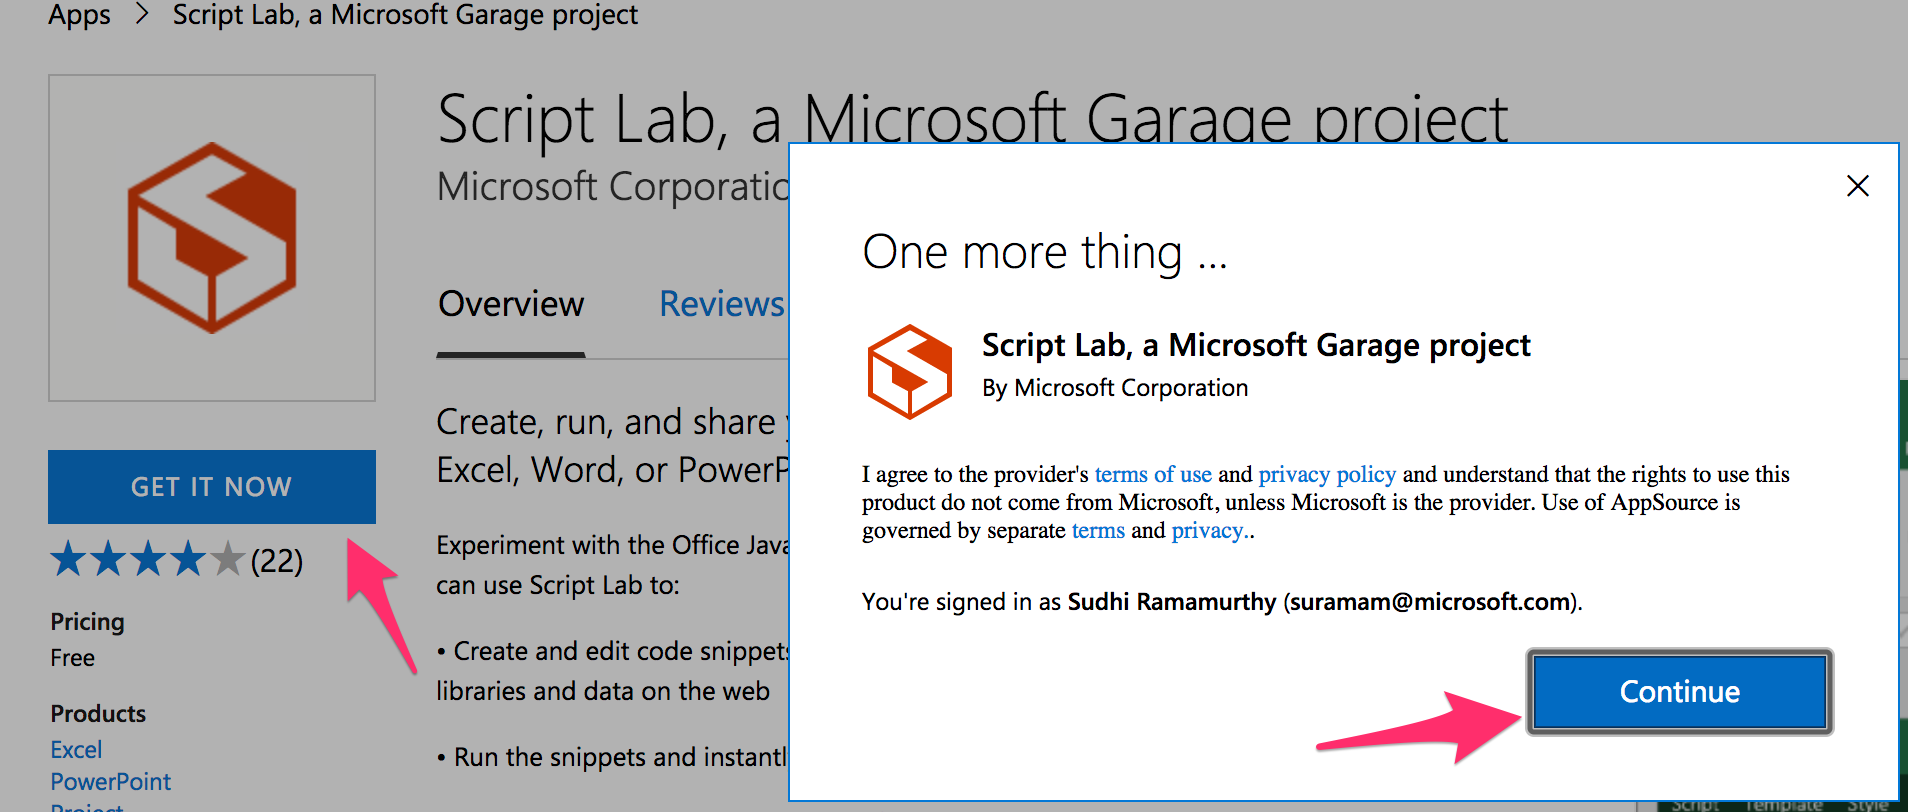 Apps > Script Lab, a Microsoft Garage project
Script Lab, a Microsoft Garage project
Microsoft Corporatio
Overview
Reviews
Create, run, and share
Excel, Word, or PowerP
GET IT NOW
(22)
Experiment with the Office Java
can use Script Lab to:
Pricing
Free
• Create and edit code snippets
libraries and data on the web
Products
Excel
PowerPoint
Project
• Run the snippets and instantl
One more thing ...
Script Lab, a Microsoft Garage project
By Microsoft Corporation
I agree to the provider's terms of use and privacy policy and understand that the rights to use this
product do not come from Microsoft, unless Microsoft is the provider. Use of AppSource is
governed by separate terms and privacy..
You're signed in as Sudhi Ramamurthy (suramam@microsoft.com).
Continue
Script Template Style